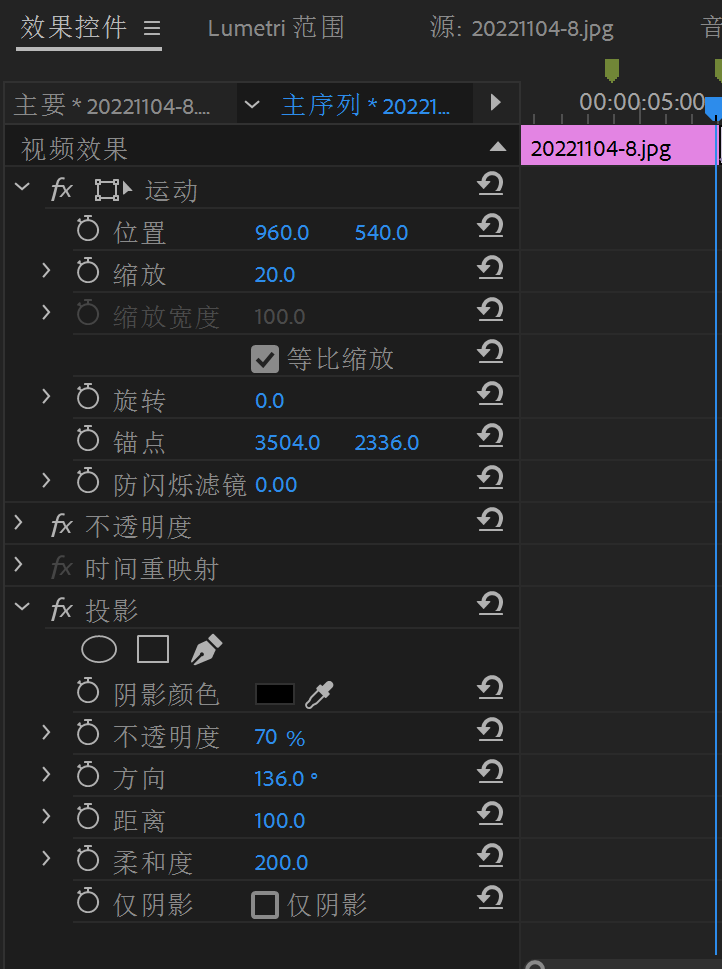 效果控件 Lumetri 范围 源: 20221104-8.jpg 音
00:00:05:00
主要 * 20221104-8.... 主序列 * 20221...
视频效果 20221104-8.jpg
fx 运动
位置 960.0 540.0
缩放 20.0
缩放宽度 100.0
等比缩放
旋转 0.0
锚点 3504.0 2336.0
防闪烁滤镜 0.00
fx 不透明度
fx 时间重映射
fx 投影
阴影颜色
不透明度 70 %
方向 136.0 °
距离 100.0
柔和度 200.0
仅阴影 仅阴影